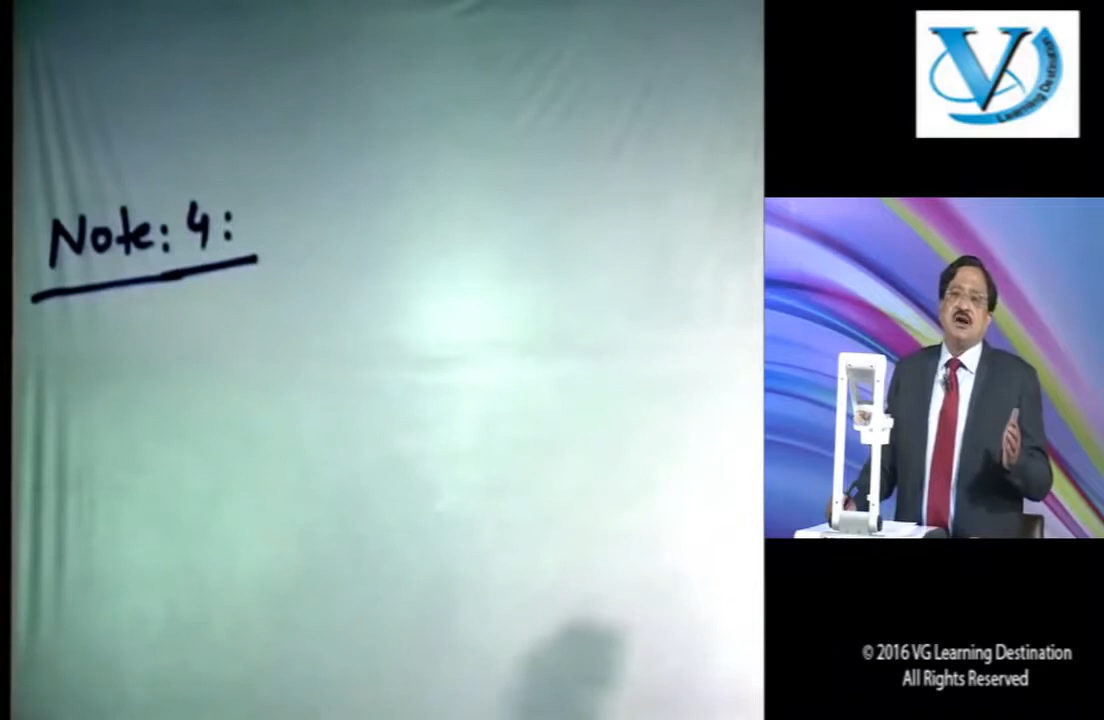 Note: 4:
V
Learning Destination
© 2016 VG Learning Destination
All Rights Reserved